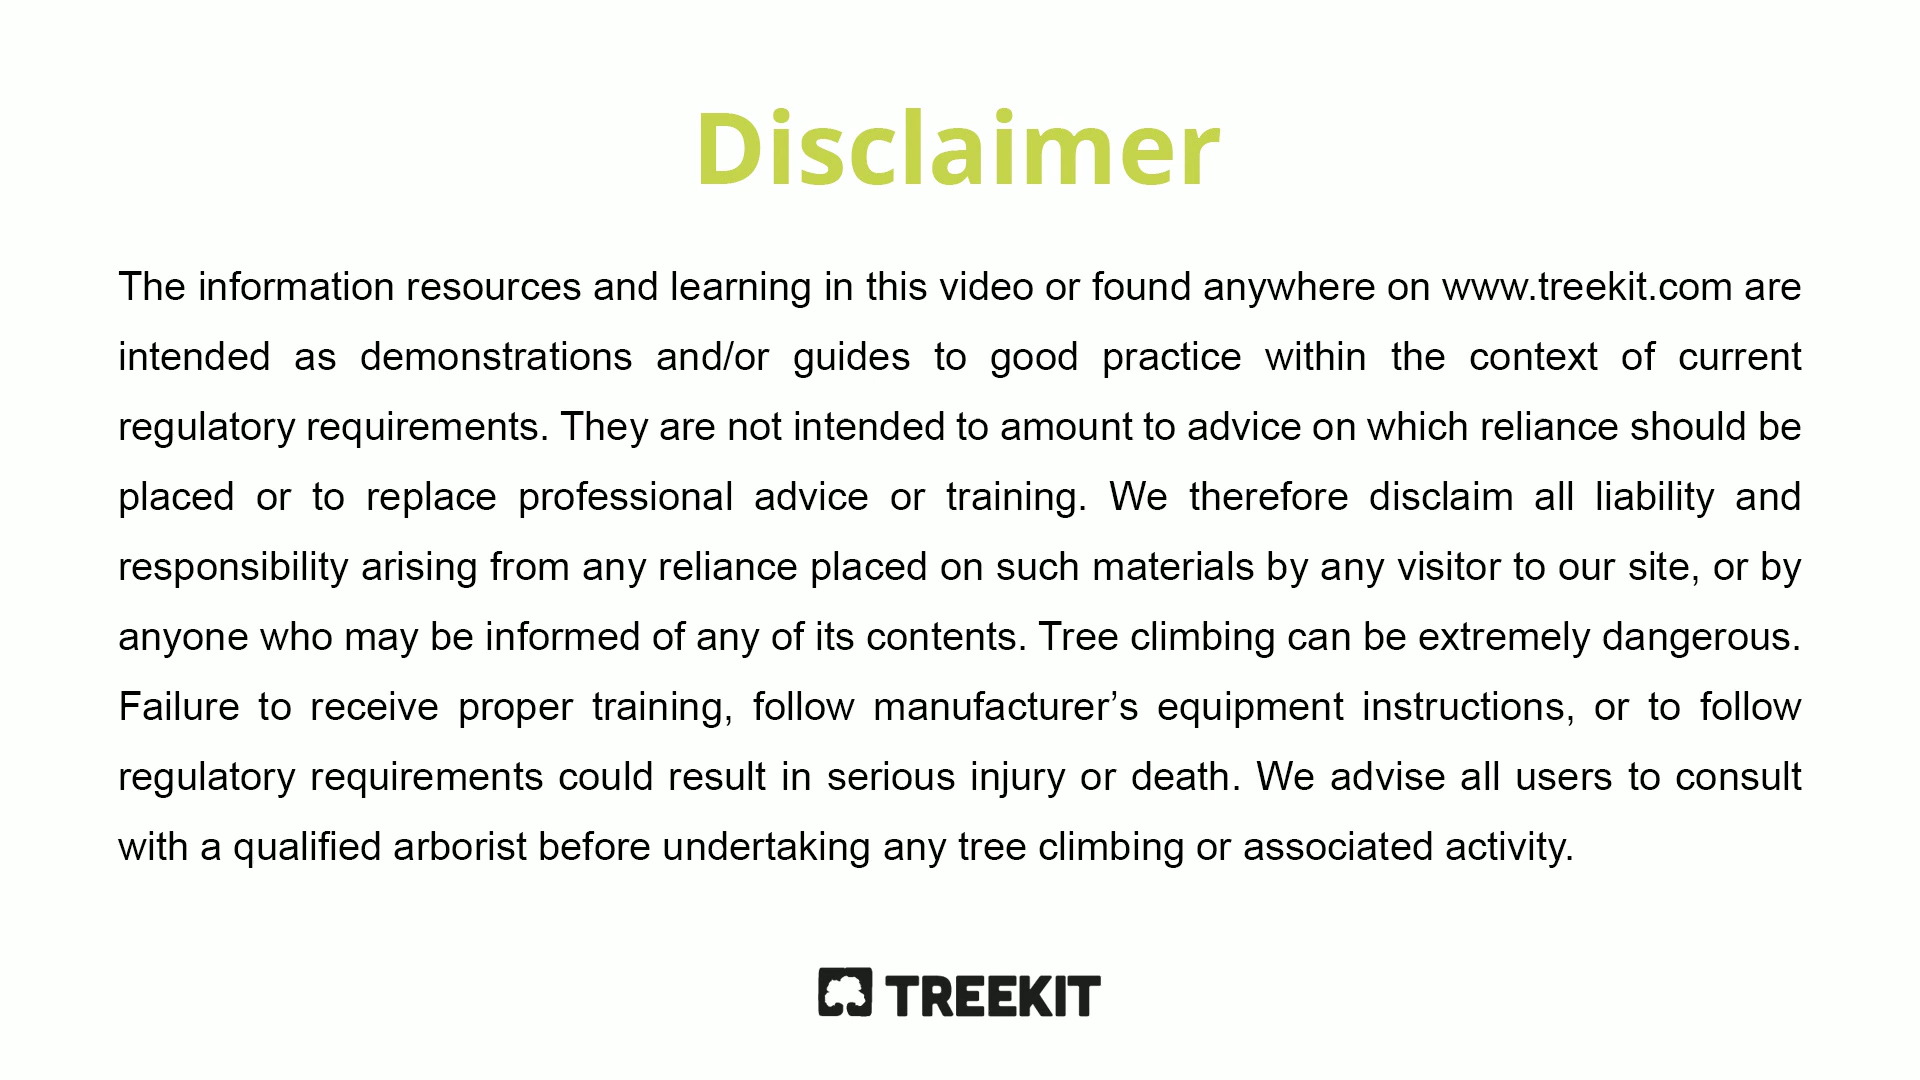 Disclaimer
The information resources and learning in this video or found anywhere on www.treekit.com are
intended as demonstrations and/or guides to good practice within the context of current
regulatory requirements. They are not intended to amount to advice on which reliance should be
placed or to replace professional advice or training. We therefore disclaim all liability and
responsibility arising from any reliance placed on such materials by any visitor to our site, or by
anyone who may be informed of any of its contents. Tree climbing can be extremely dangerous.
Failure to receive proper training, follow manufacturer’s equipment instructions, or to follow
regulatory requirements could result in serious injury or death. We advise all users to consult
with a qualified arborist before undertaking any tree climbing or associated activity.
TREEKIT